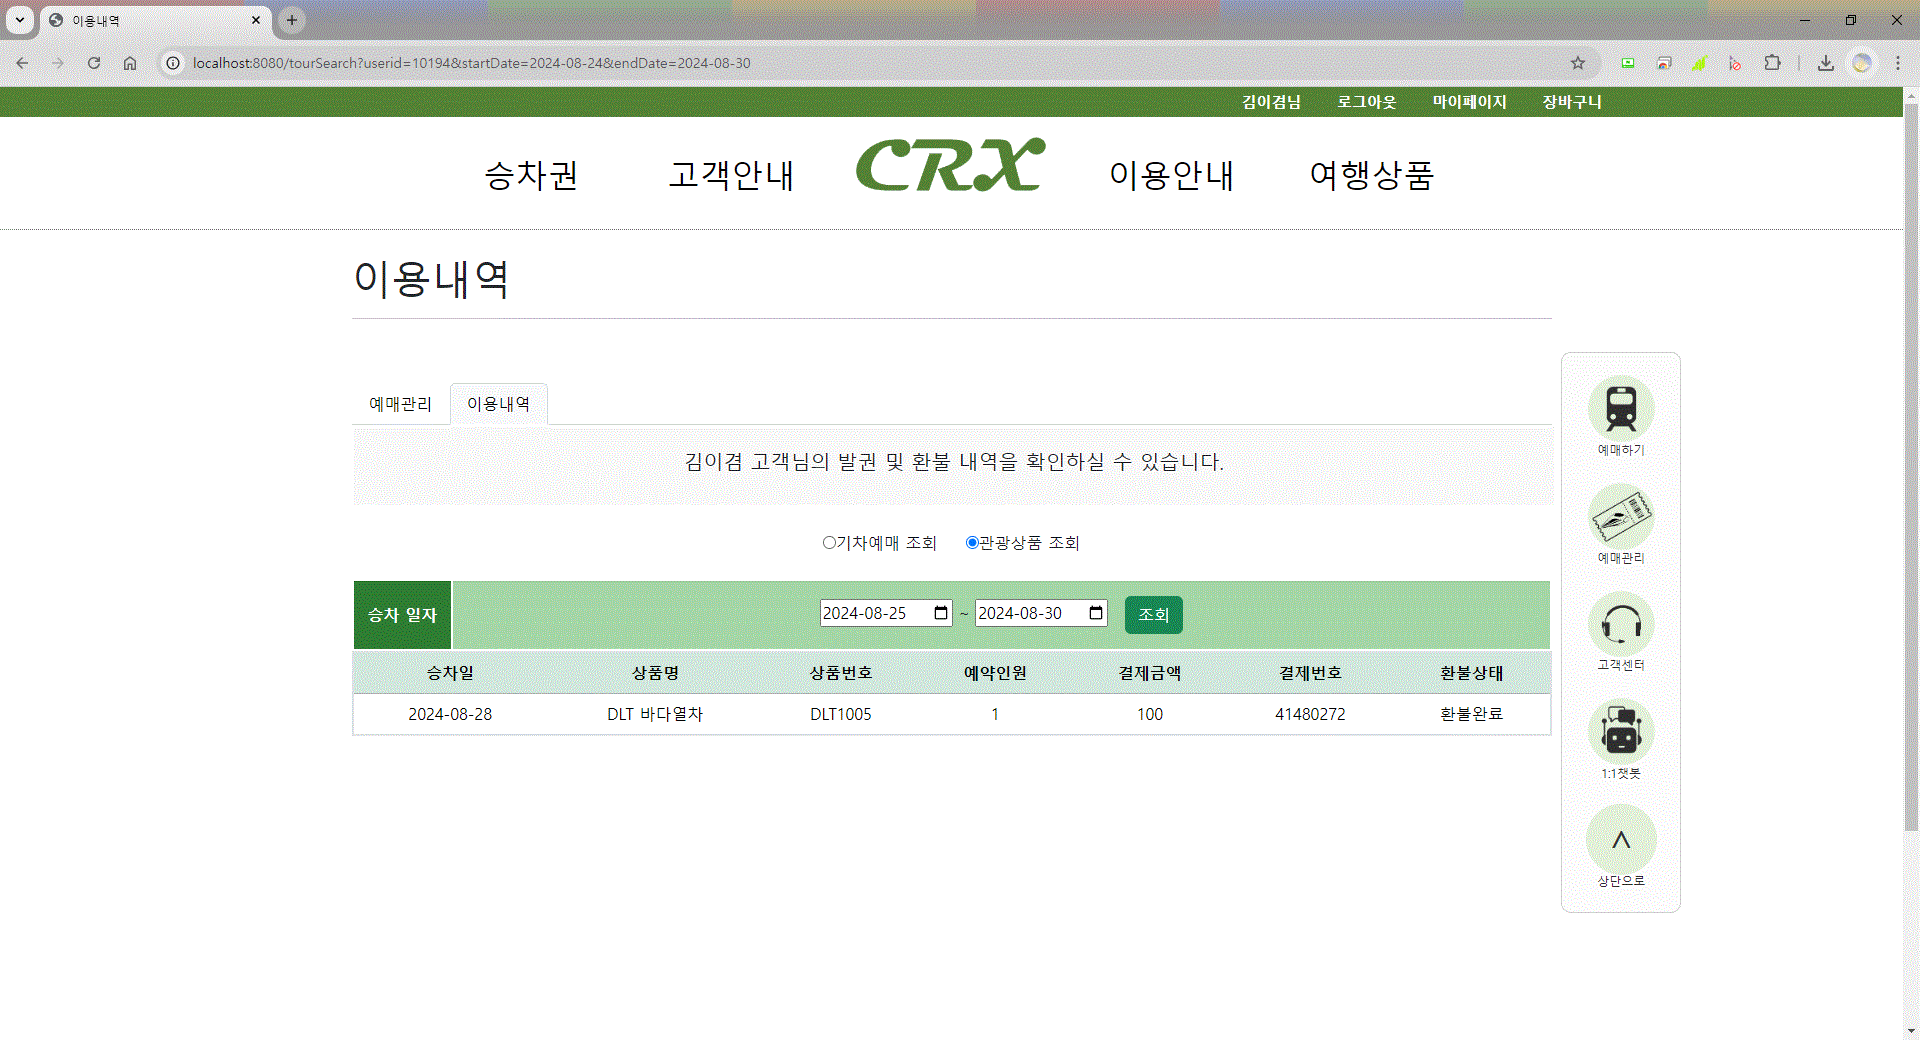 이용내역
localhost:8080/tourSearch?userid=10194&startDate=2024-08-24&endDate=2024-08-30
김이겸님 로그아웃 마이페이지 장바구니
승차권 고객안내 CRX 이용안내 여행상품
이용내역
예매관리 이용내역
김이겸 고객님의 발권 및 환불 내역을 확인하실 수 있습니다.
기차예매 조회 관광상품 조회
승차 일자 2024-08-25 ~ 2024-08-30 조회
승차일 상품명 상품번호 예약인원 결제금액 결제번호 환불상태
2024-08-28 DLT 바다열차 DLT1005 1 100 41480272 환불완료
예매하기
예매관리
고객센터
1:1챗봇
^
상단으로